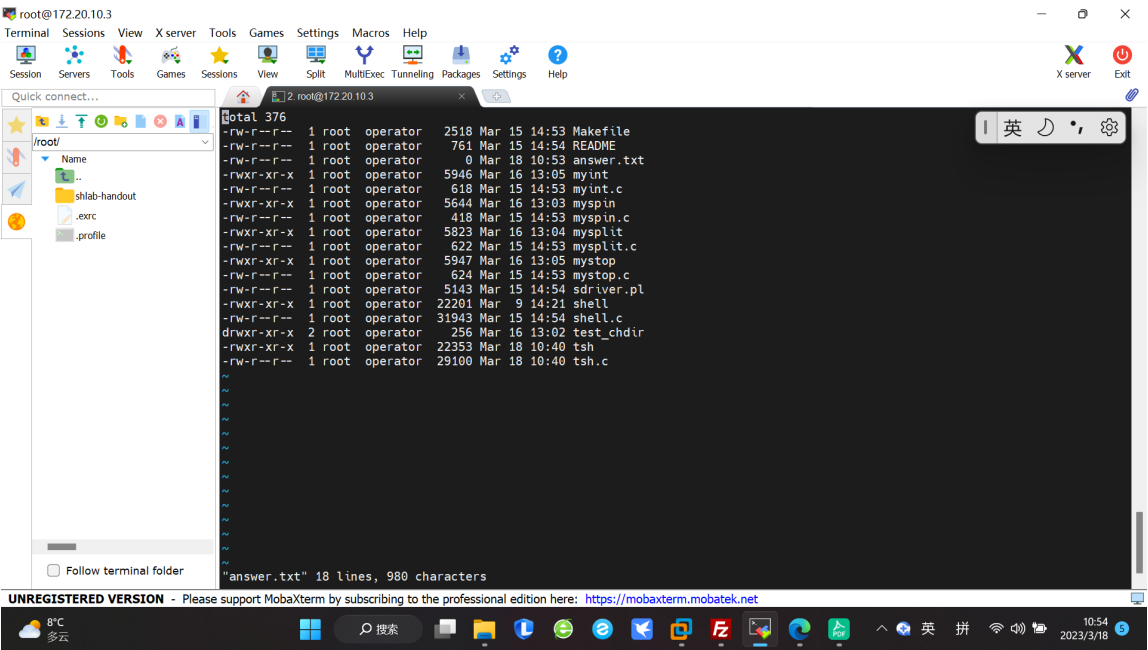 root@172.20.10.3
Terminal Sessions View X server Tools Games Settings Macros Help
Session Servers Tools Games Sessions View Split MultiExec Tunneling Packages Settings Help X server Exit
Quick connect...
2. root@172.20.10.3
/root/
Name
..
shlab-handout
.exrc
.profile
Follow terminal folder
total 376
-rw-r--r-- 1 root operator 2518 Mar 15 14:53 Makefile
-rw-r--r-- 1 root operator 761 Mar 15 14:54 README
-rw-r--r-- 1 root operator 0 Mar 18 10:53 answer.txt
-rwxr-xr-x 1 root operator 5946 Mar 16 13:05 myint
-rw-r--r-- 1 root operator 618 Mar 15 14:53 myint.c
-rwxr-xr-x 1 root operator 5644 Mar 16 13:03 myspin
-rw-r--r-- 1 root operator 418 Mar 15 14:53 myspin.c
-rwxr-xr-x 1 root operator 5823 Mar 16 13:04 mysplit
-rw-r--r-- 1 root operator 622 Mar 15 14:53 mysplit.c
-rwxr-xr-x 1 root operator 5947 Mar 16 13:05 mystop
-rw-r--r-- 1 root operator 624 Mar 15 14:53 mystop.c
-rw-r--r-- 1 root operator 5143 Mar 15 14:54 sdriver.pl
-rwxr-xr-x 1 root operator 22201 Mar 9 14:21 shell
-rw-r--r-- 1 root operator 31943 Mar 15 14:54 shell.c
drwxr-xr-x 2 root operator 256 Mar 16 13:02 test_chdir
-rwxr-xr-x 1 root operator 22353 Mar 18 10:40 tsh
-rw-r--r-- 1 root operator 29100 Mar 18 10:40 tsh.c
~
~
~
~
~
~
~
~
~
~
~
~
~
~
"answer.txt" 18 lines, 980 characters
英
UNREGISTERED VERSION - Please support MobaXterm by subscribing to the professional edition here: https://mobaxterm.mobatek.net
8°C
多云
搜索
英 拼
10:54
2023/3/18
5